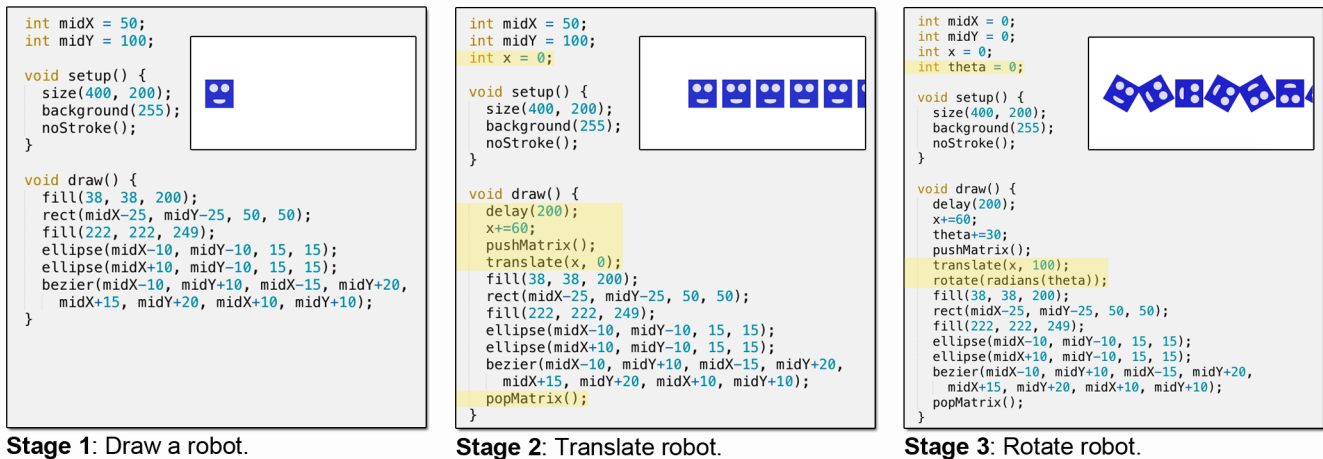 int midX = 50;
int midY = 100;
void setup() {
  size(400, 200);
  background(255);
  noStroke();
}
void draw() {
  fill(38, 38, 200);
  rect(midX-25, midY-25, 50, 50);
  fill(222, 222, 249);
  ellipse(midX-10, midY-10, 15, 15);
  ellipse(midX+10, midY-10, 15, 15);
  bezier(midX-10, midY+10, midX-15, midY+20,
    midX+15, midY+20, midX+10, midY+10);
}
Stage 1: Draw a robot.
int midX = 50;
int midY = 100;
int x = 0;
void setup() {
  size(400, 200);
  background(255);
  noStroke();
}
void draw() {
  delay(200);
  x+=60;
  pushMatrix();
  translate(x, 0);
  fill(38, 38, 200);
  rect(midX-25, midY-25, 50, 50);
  fill(222, 222, 249);
  ellipse(midX-10, midY-10, 15, 15);
  ellipse(midX+10, midY-10, 15, 15);
  bezier(midX-10, midY+10, midX-15, midY+20,
    midX+15, midY+20, midX+10, midY+10);
  popMatrix();
}
Stage 2: Translate robot.
int midX = 0;
int midY = 0;
int x = 0;
int theta = 0;
void setup() {
  size(400, 200);
  background(255);
  noStroke();
}
void draw() {
  delay(200);
  x+=60;
  theta+=30;
  pushMatrix();
  translate(x, 100);
  rotate(radians(theta));
  fill(38, 38, 200);
  rect(midX-25, midY-25, 50, 50);
  fill(222, 222, 249);
  ellipse(midX-10, midY-10, 15, 15);
  ellipse(midX+10, midY-10, 15, 15);
  bezier(midX-10, midY+10, midX-15, midY+20,
    midX+15, midY+20, midX+10, midY+10);
  popMatrix();
}
Stage 3: Rotate robot.